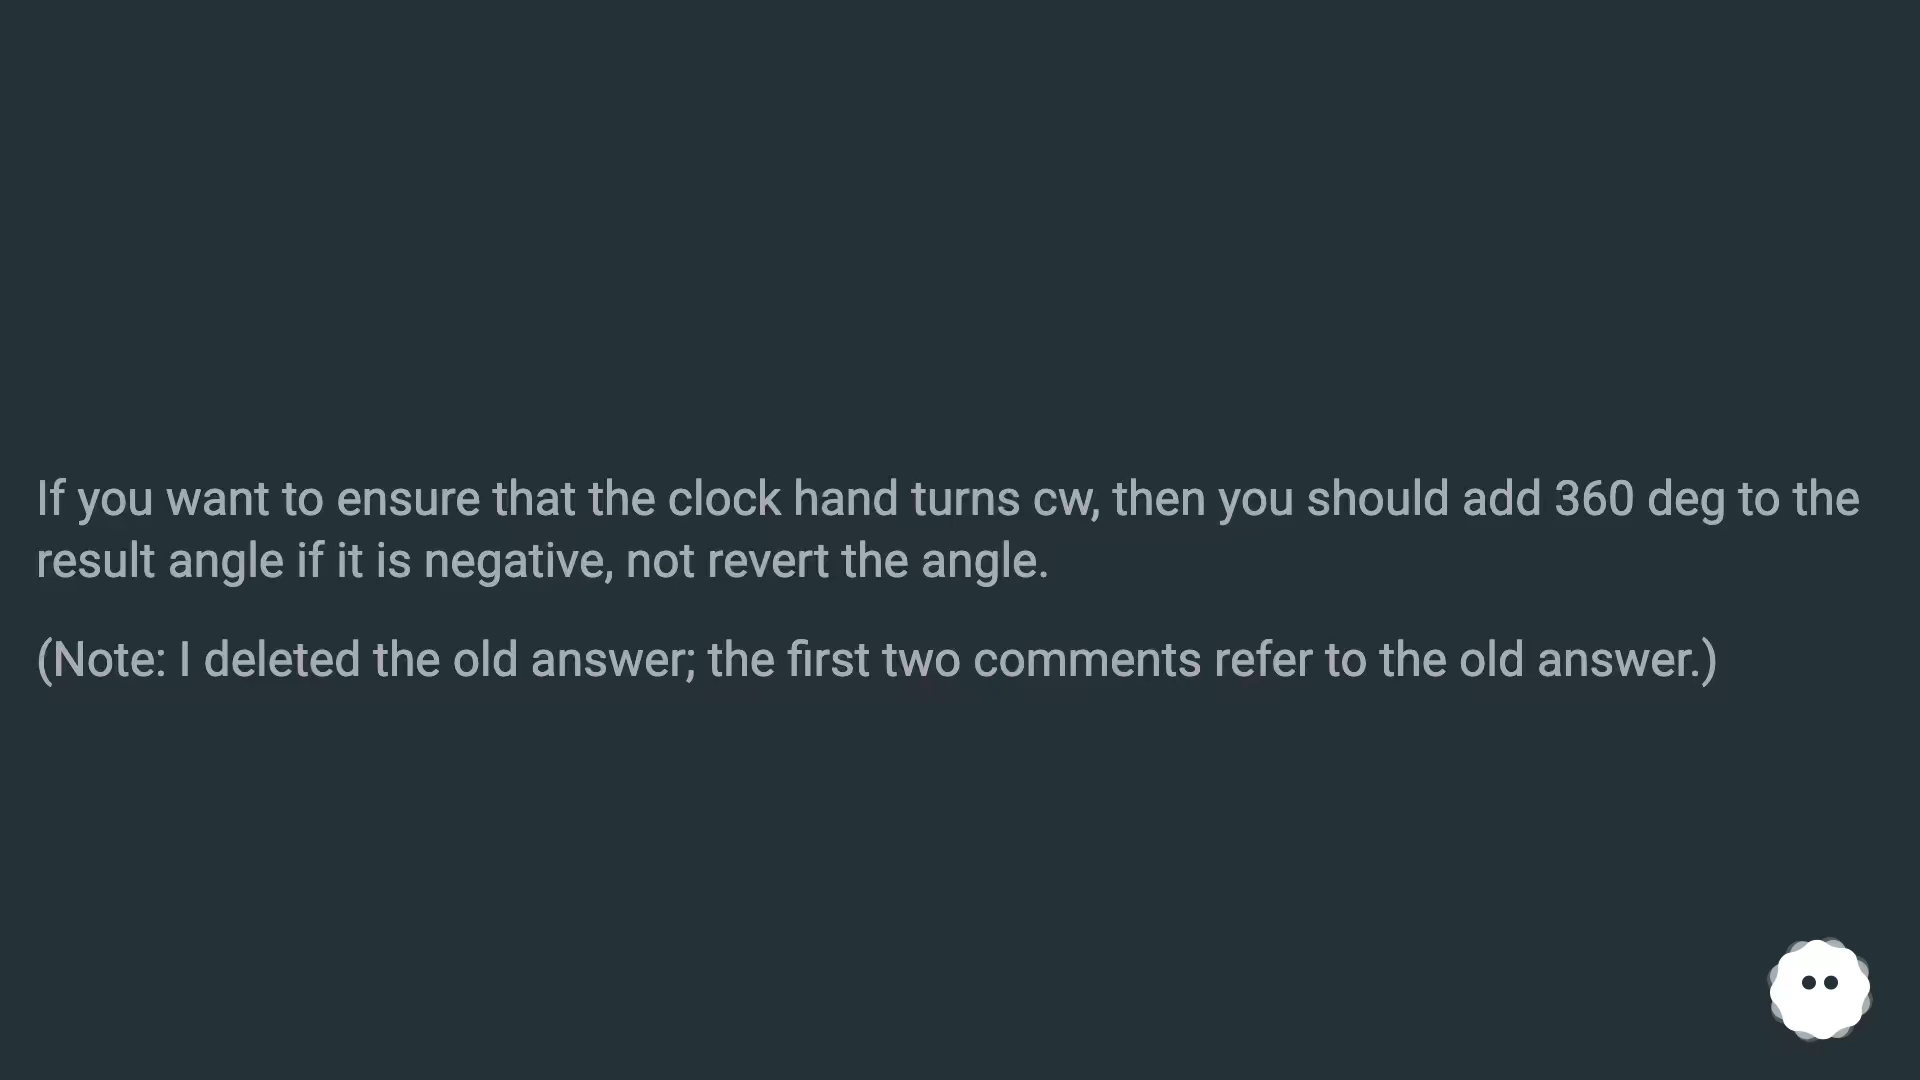 If you want to ensure that the clock hand turns cw, then you should add 360 deg to the
result angle if it is negative, not revert the angle.
(Note: I deleted the old answer; the first two comments refer to the old answer.)